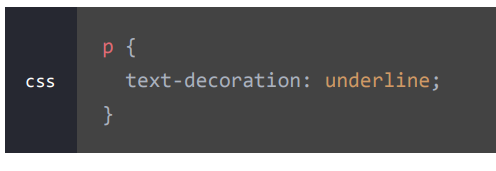 p {
css
text-decoration: underline;
}